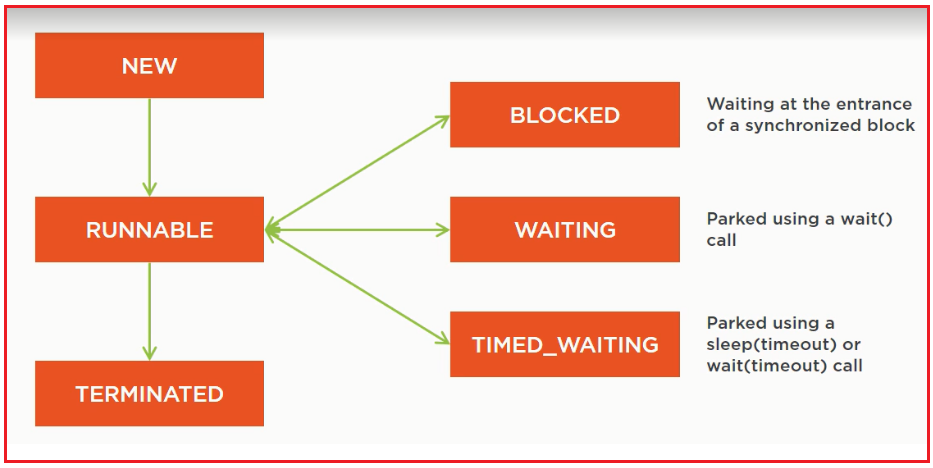 NEW
BLOCKED
Waiting at the entrance
of a synchronized block
RUNNABLE
WAITING
Parked using a wait()
call
TIMED_WAITING
Parked using a
sleep(timeout) or
wait(timeout) call
TERMINATED